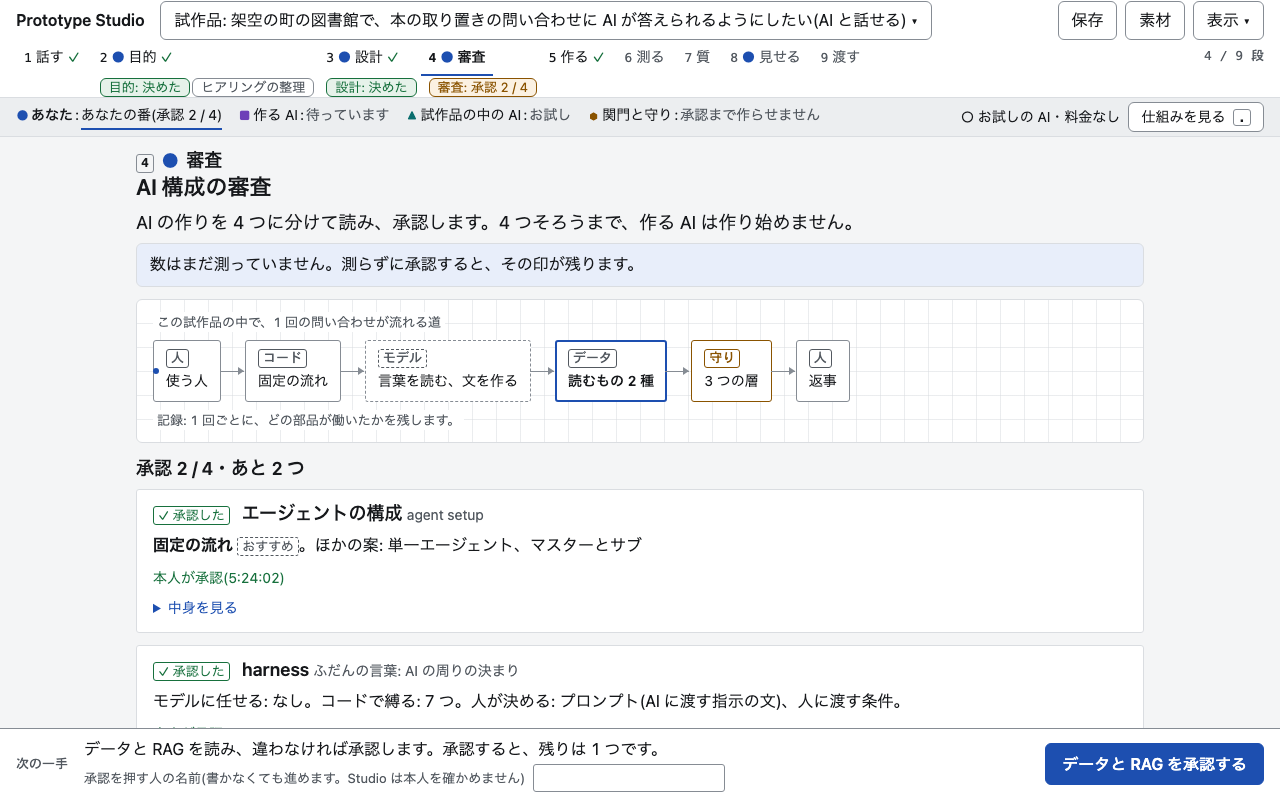 Prototype Studio
試作品: 架空の町の図書館で、本の取り置きの問い合わせに AI が答えられるようにしたい(AI と話せる) ▾
保存
素材
表示 ▾
1 話す ✓
2 ● 目的 ✓
3 ● 設計 ✓
4 ● 審査
5 作る ✓
6 測る
7 質
8 ● 見せる
9 渡す
4 / 9 段
目的: 決めた
ヒアリングの整理
設計: 決めた
審査: 承認 2 / 4
あなた: あなたの番(承認 2 / 4)
作る AI: 待っています
試作品の中の AI: お試し
関門と守り: 承認まで作らせません
お試しの AI・料金なし
仕組みを見る .
4 ● 審査
AI 構成の審査
AI の作りを 4 つに分けて読み、承認します。4 つそろうまで、作る AI は作り始めません。
数はまだ測っていません。測らずに承認すると、その印が残ります。
この試作品の中で、1 回の問い合わせが流れる道
人
使う人
コード
固定の流れ
モデル
言葉を読む、文を作る
データ
読むもの 2 種
守り
3 つの層
人
返事
記録: 1 回ごとに、どの部品が働いたかを残します。
承認 2 / 4・あと 2 つ
✓ 承認した エージェントの構成 agent setup
固定の流れ おすすめ。ほかの案: 単一エージェント、マスターとサブ
本人が承認(5:24:02)
▶ 中身を見る
✓ 承認した harness ふだんの言葉: AI の周りの決まり
モデルに任せる: なし。コードで縛る: 7 つ。人が決める: プロンプト(AI に渡す指示の文)、人に渡す条件。
次の一手
データと RAG を読み、違わなければ承認します。承認すると、残りは 1 つです。
承認を押す人の名前(書かなくても進めます。Studio は本人を確かめません)
データと RAG を承認する